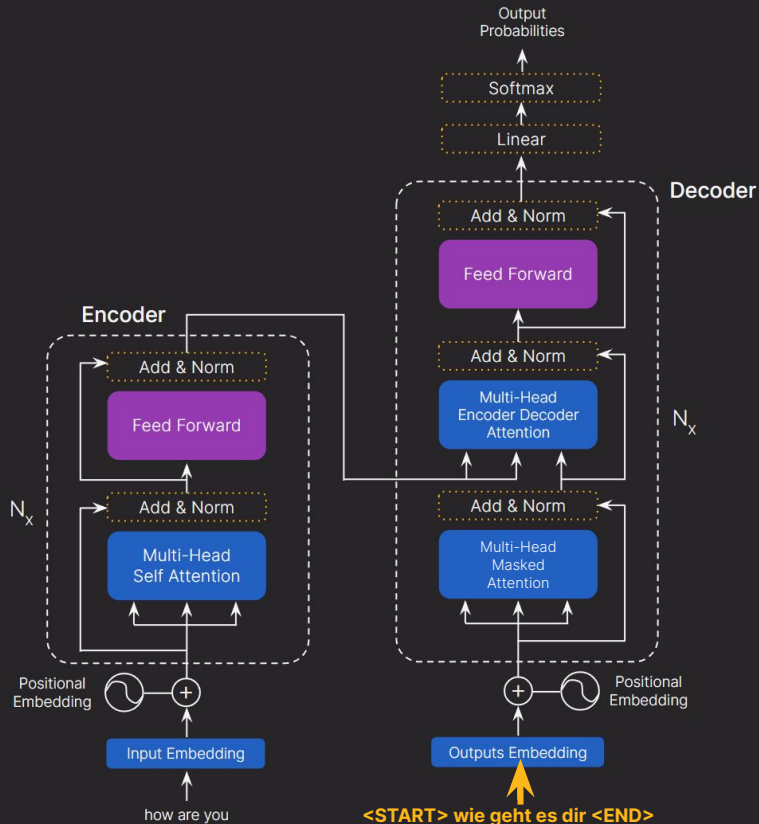 Output
Probabilities
Softmax
Linear
Decoder
Add & Norm
Feed Forward
Add & Norm
Multi-Head
Encoder Decoder
Attention
Nx
Add & Norm
Multi-Head
Masked
Attention
Positional
Embedding
Outputs Embedding
<START> wie geht es dir <END>
Encoder
Add & Norm
Feed Forward
Nx
Add & Norm
Multi-Head
Self Attention
Positional
Embedding
Input Embedding
how are you